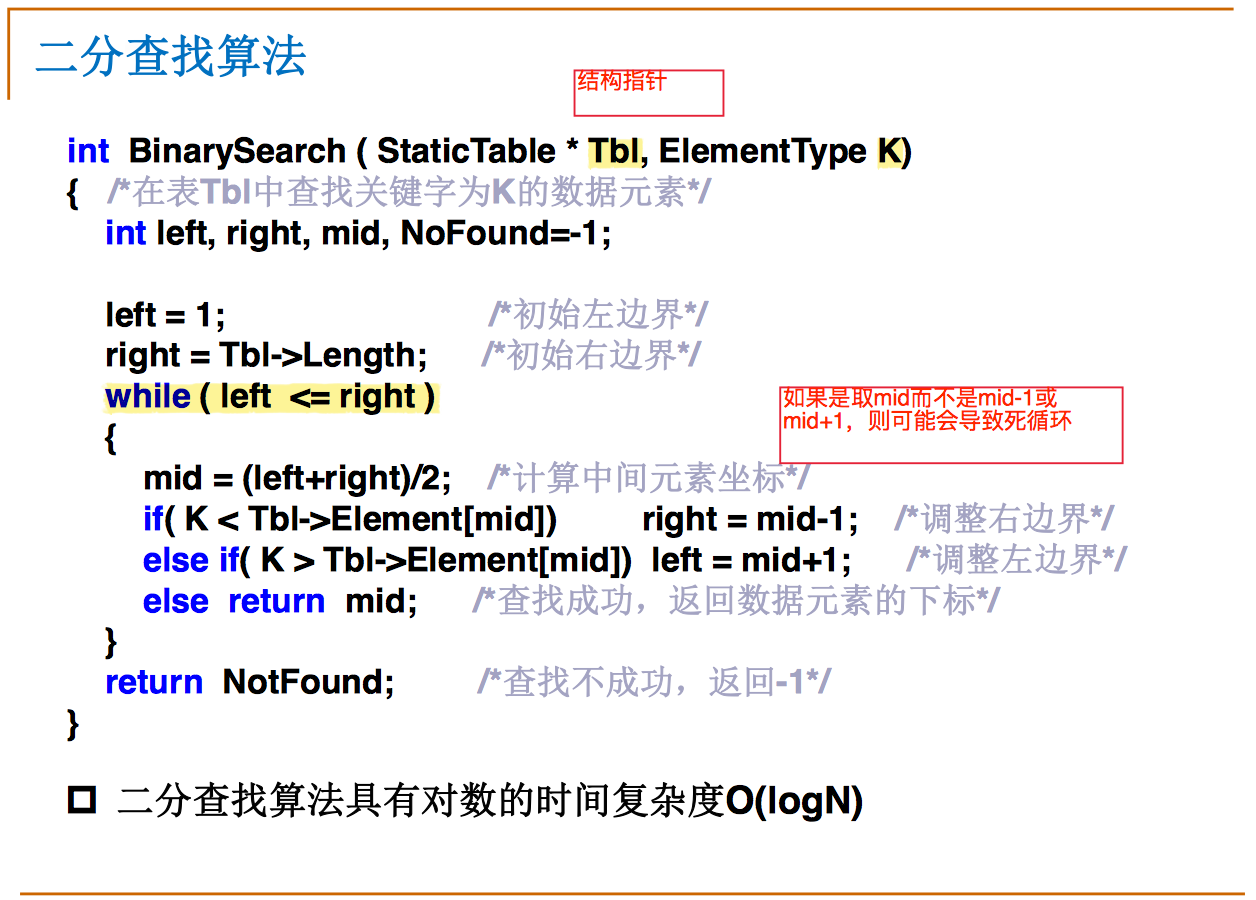 二分查找算法
结构指针
int BinarySearch ( StaticTable * Tbl, ElementType K)
{ /*在表Tbl中查找关键字为K的数据元素*/
int left, right, mid, NoFound=-1;
left = 1; /*初始左边界*/
right = Tbl->Length; /*初始右边界*/
while ( left <= right )
{
如果是取mid而不是mid-1或
mid+1，则可能会导致死循环
mid = (left+right)/2; /*计算中间元素坐标*/
if( K < Tbl->Element[mid]) right = mid-1; /*调整右边界*/
else if( K > Tbl->Element[mid]) left = mid+1; /*调整左边界*/
else return mid; /*查找成功，返回数据元素的下标*/
}
return NotFound; /*查找不成功，返回-1*/
}
二分查找算法具有对数的时间复杂度O(logN)